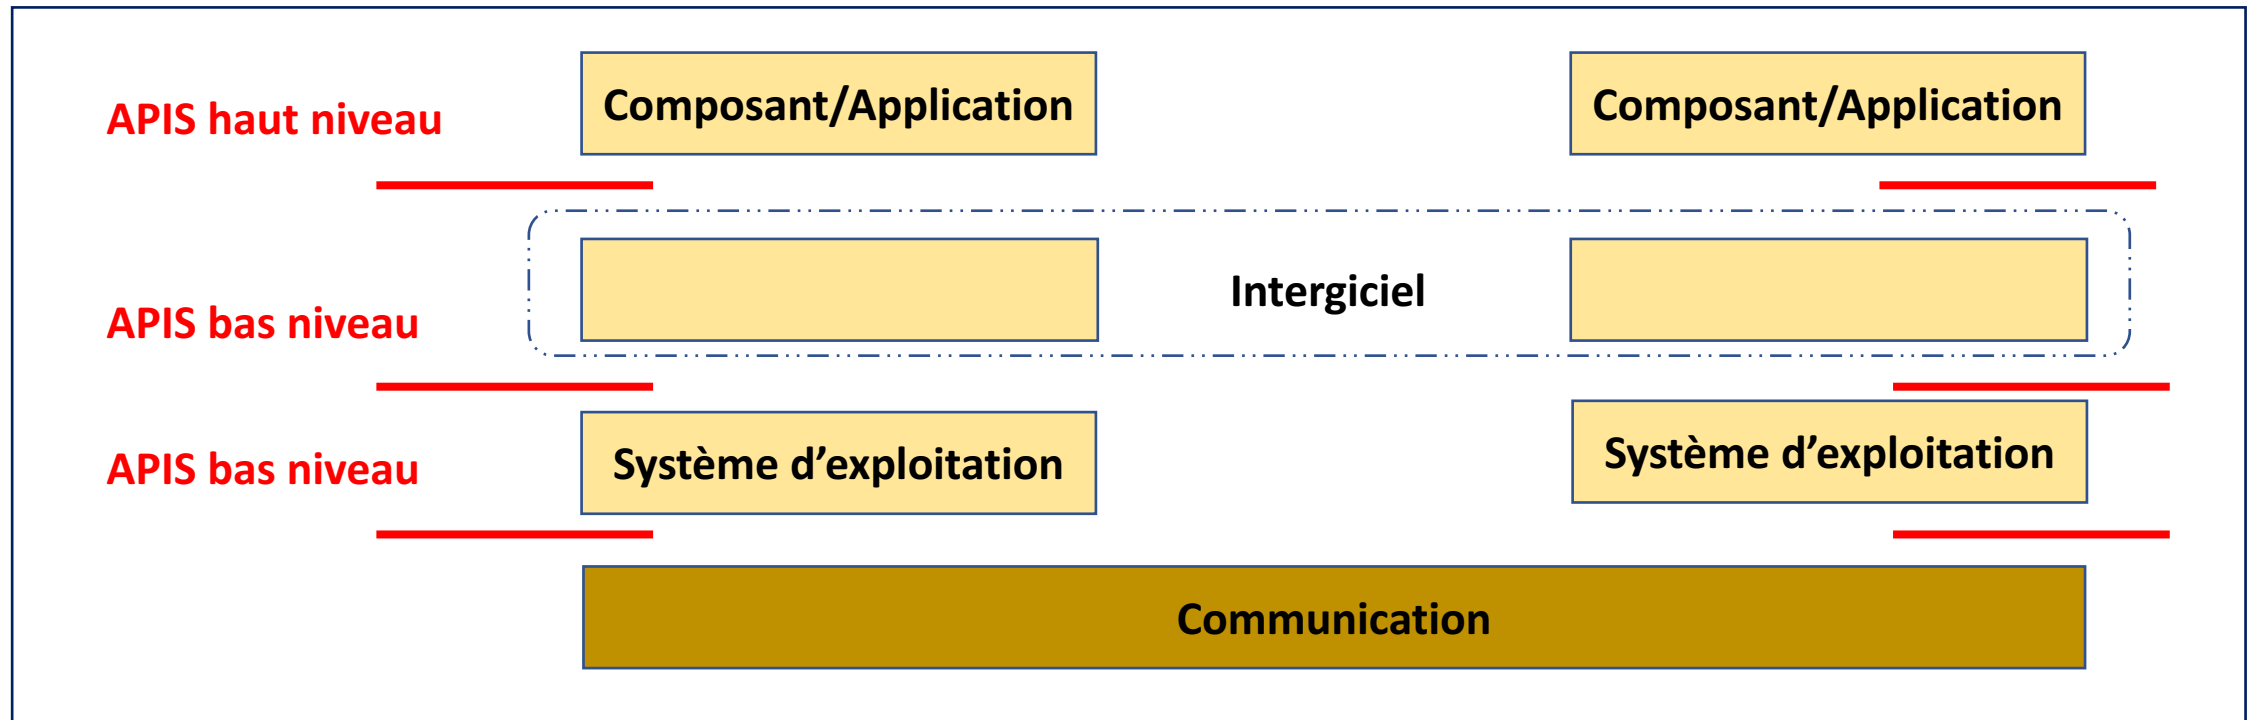 APIS haut niveau
Composant/Application
Composant/Application
APIS bas niveau
Intergiciel
APIS bas niveau
Système d’exploitation
Système d’exploitation
Communication